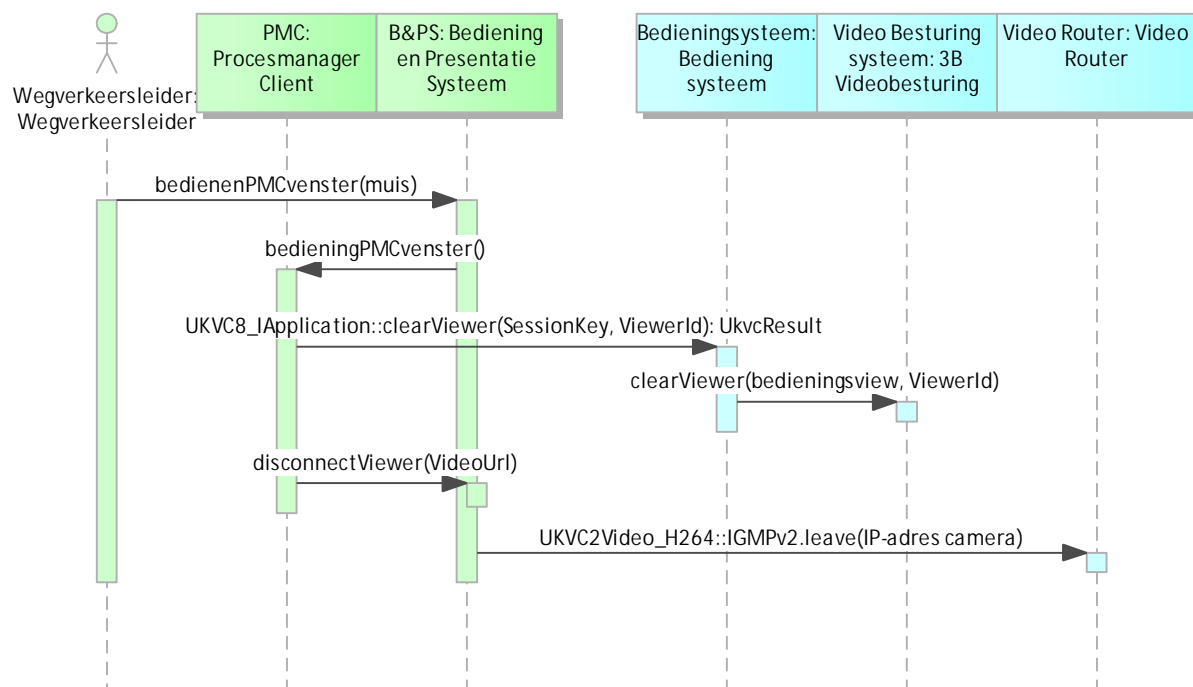 Wegverkeersleider:
Wegverkeersleider
PMC:
Procesmanager
Client
B&PS: Bediening
en Presentatie
Systeem
Bedieningsysteem:
Bediening
systeem
Video Besturing
systeem: 3B
Videobesturing
Video Router: Video
Router
bedienenPMCvenster(muis)
bedieningPMCvenster()
UKVC8_IApplication::clearViewer(SessionKey, ViewerId): UkvcResult
clearViewer(bedieningsview, ViewerId)
disconnectViewer(VideoUrl)
UKVC2Video_H264::IGMPv2.leave(IP-adres camera)